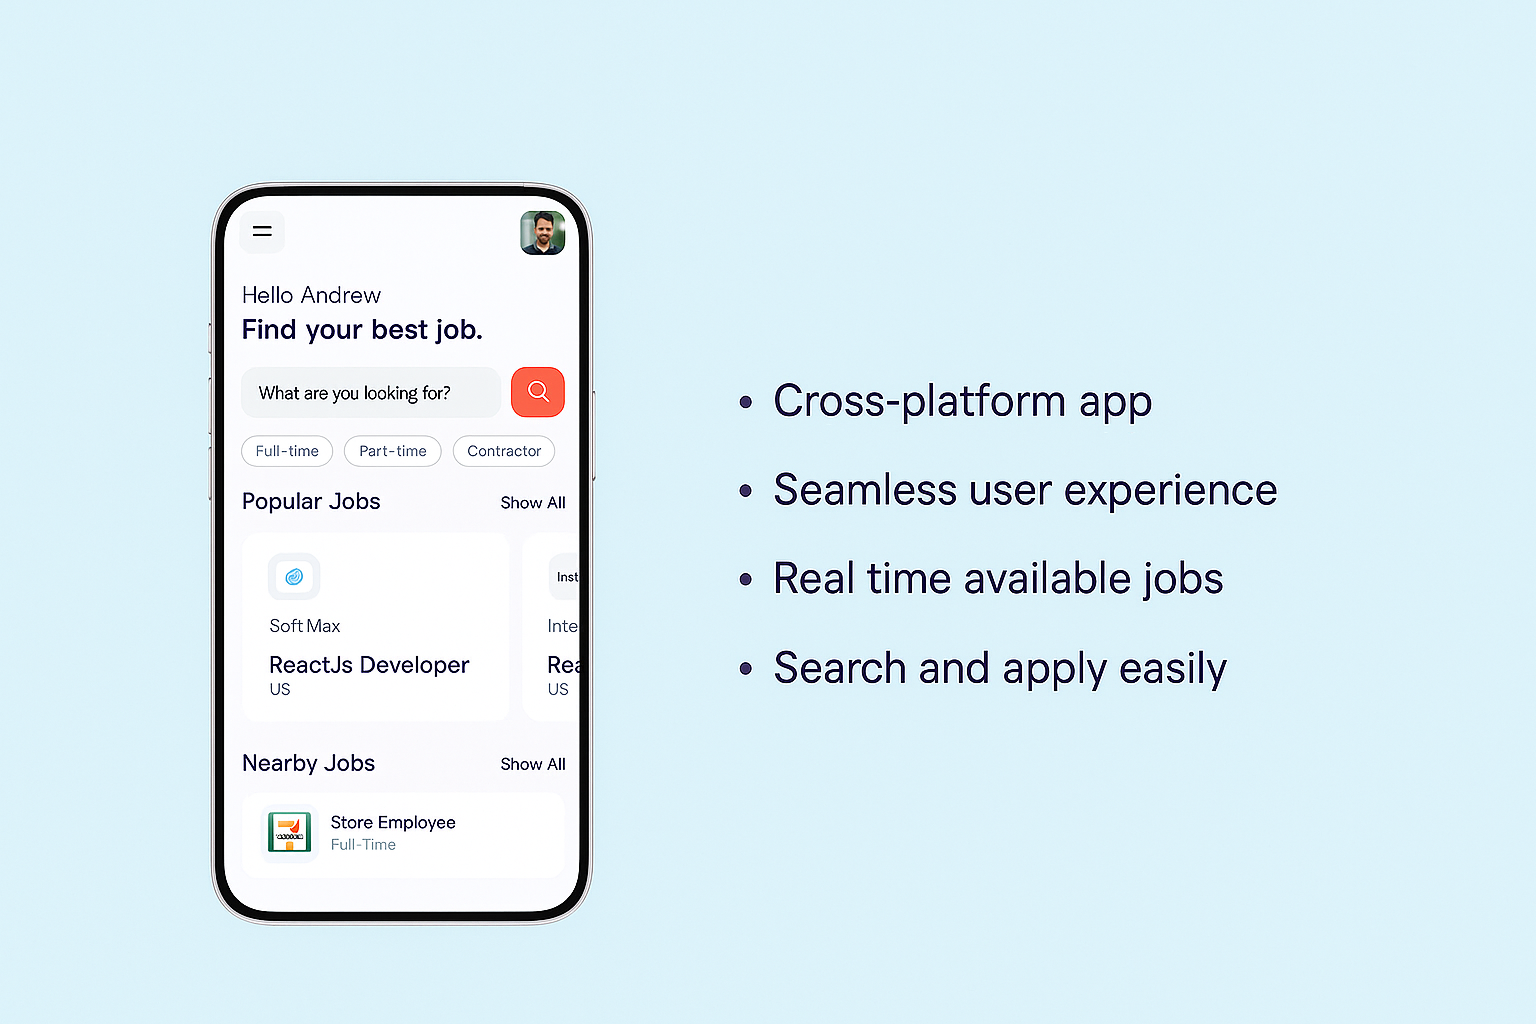 Hello Andrew
Find your best job.
What are you looking for?
Full-time
Part-time
Contractor
Popular Jobs
Show All
SoftMax
ReactJs Developer
US
Inst
Inte
Rea
US
Nearby Jobs
Show All
Store Employee
Full-Time
• Cross-platform app
• Seamless user experience
• Real time available jobs
• Search and apply easily